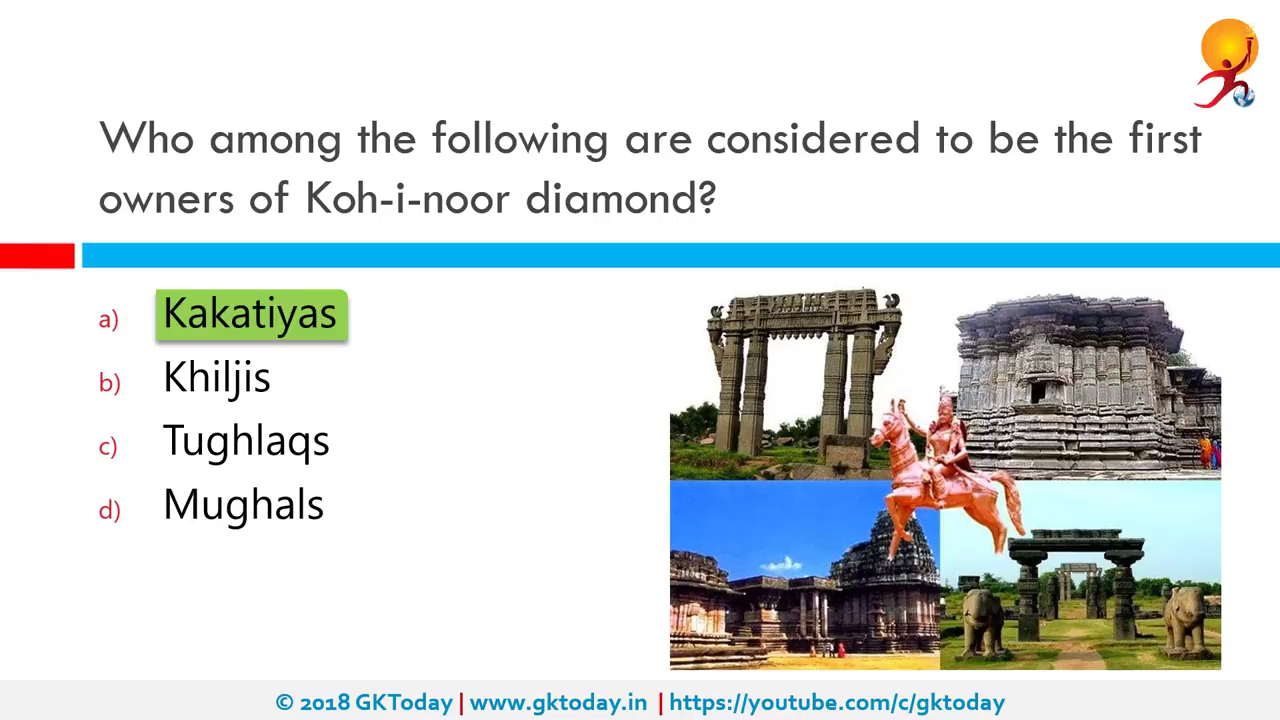 Who among the following are considered to be the first
owners of Koh-i-noor diamond?
a) Kakatiyas
b) Khiljis
c) Tughlaqs
d) Mughals
© 2018 GKToday | www.gktoday.in | https://youtube.com/c/gktoday